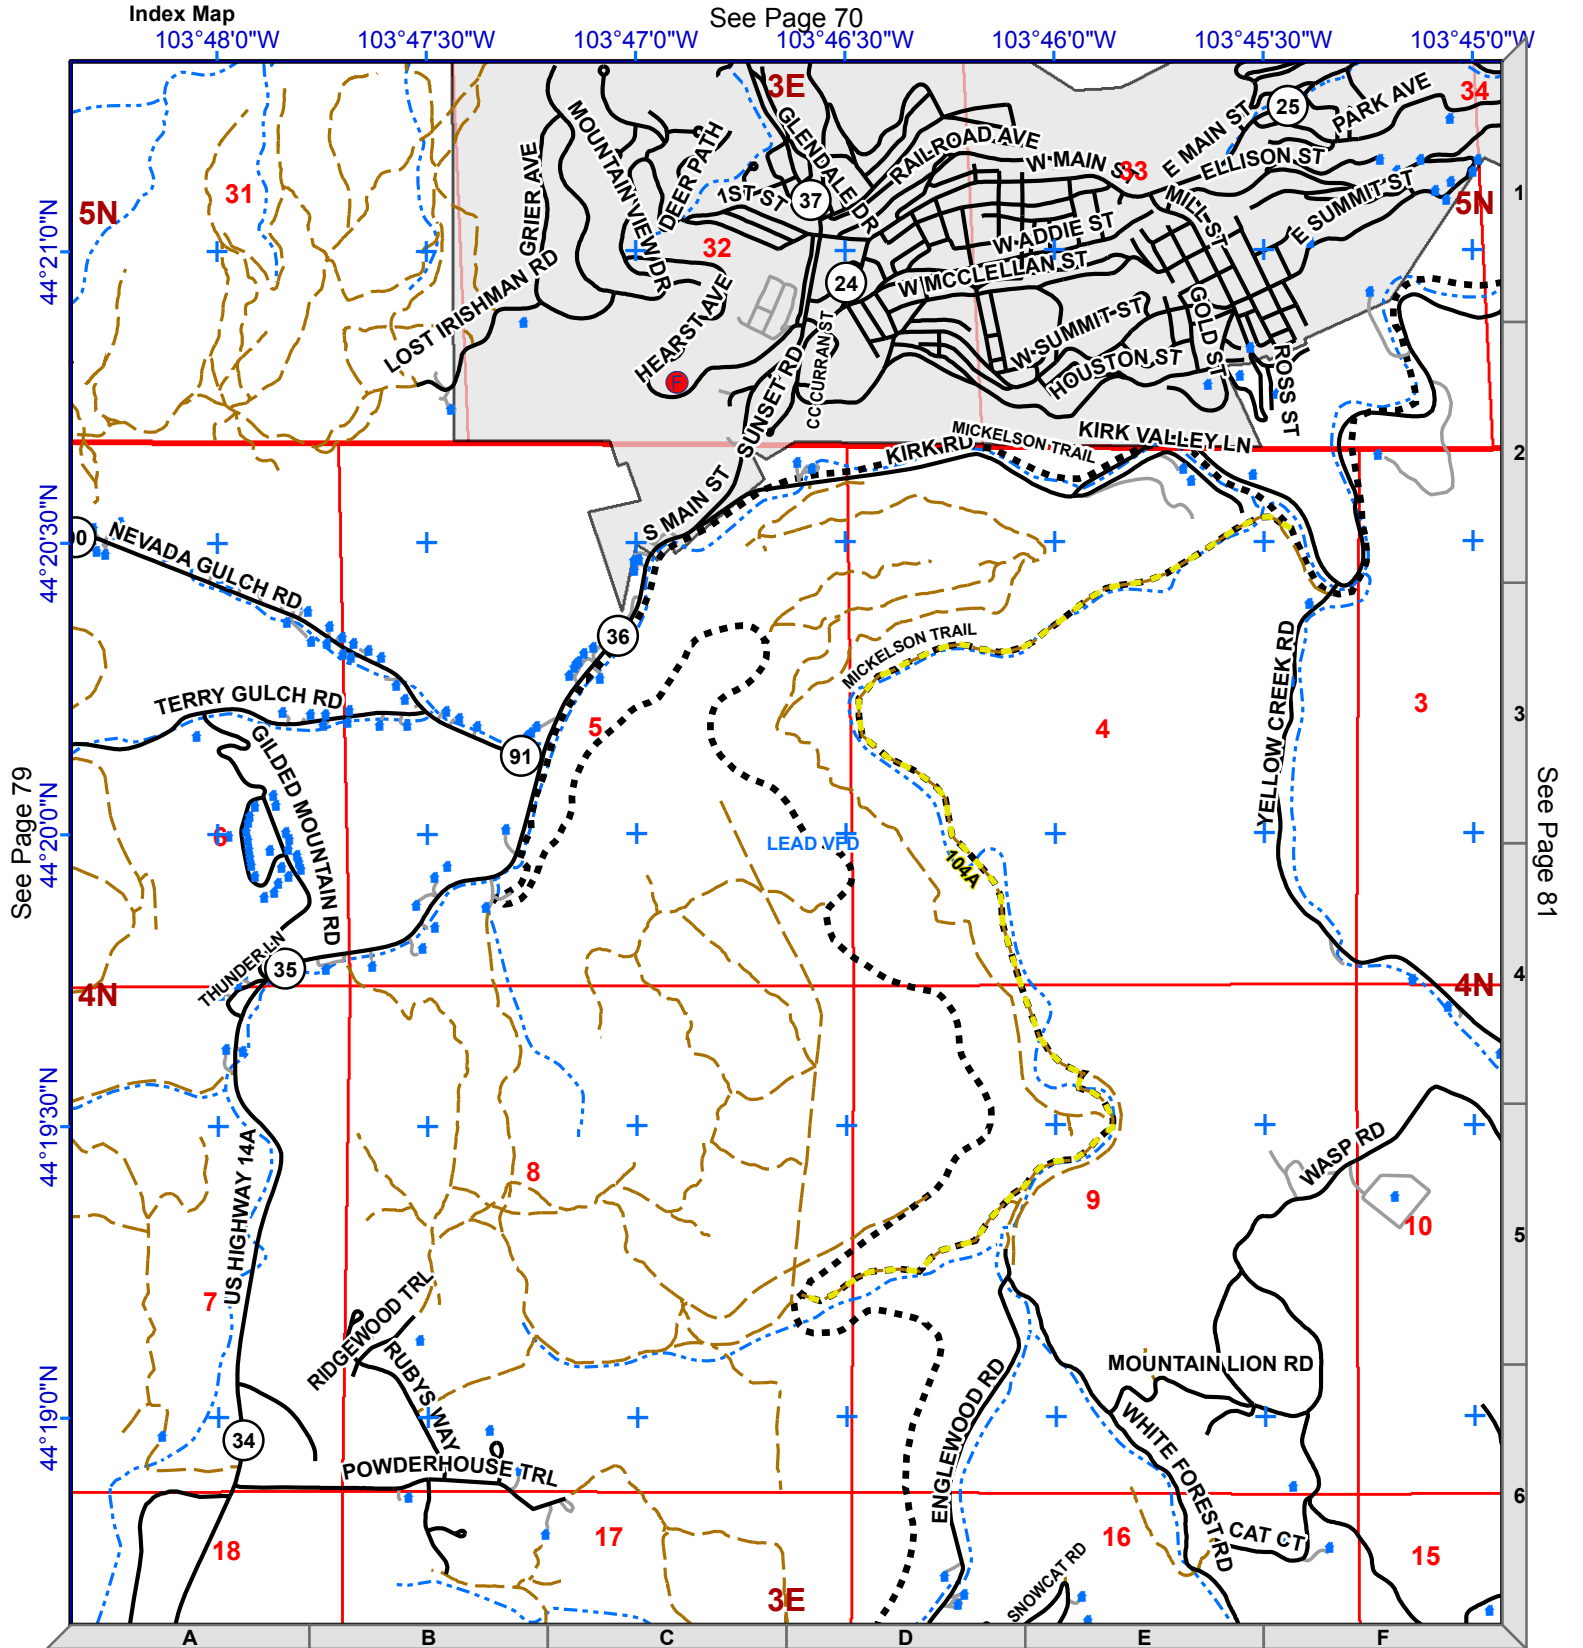 Index Map
See Page 70
103°48'0"W
103°47'30"W
103°47'0"W
103°46'30"W
103°46'0"W
103°45'30"W
103°45'0"W
3E
34
25
PARK AVE
E MAIN ST
ELLISON ST
33
W MAIN ST
RAILROAD AVE
GLENDALE DR
MOUNTAIN VIEW DR
DEER PATH
GRIER AVE
1ST ST
37
31
5N
5N
1
E SUMMIT ST
MILL ST
W ADDIE ST
32
W MCCLELLAN ST
24
44°21'0"N
LOST IRISHMAN RD
HEARST AVE
F
SUNSET RD
CC CURRAN ST
W SUMMIT ST
HOUSTON ST
GOLD ST
ROSS ST
KIRK RD
MICKELSON TRAIL
KIRK VALLEY LN
2
S MAIN ST
44°20'30"N
NEVADA GULCH RD
36
MICKELSON TRAIL
YELLOW CREEK RD
TERRY GULCH RD
GILDED MOUNTAIN RD
5
4
3
3
91
See Page 79
See Page 81
6
44°20'0"N
LEAD VFD
104A
THUNDER LN
35
4N
4N
4
44°19'30"N
US HIGHWAY 14A
8
9
WASP RD
10
5
7
RIDGEWOOD TRL
RUBYS WAY
MOUNTAIN LION RD
ENGLEWOOD RD
WHITE FOREST RD
44°19'0"N
34
POWDERHOUSE TRL
6
18
17
16
CAT CT
15
SNOWCAT RD
3E
A
B
C
D
E
F